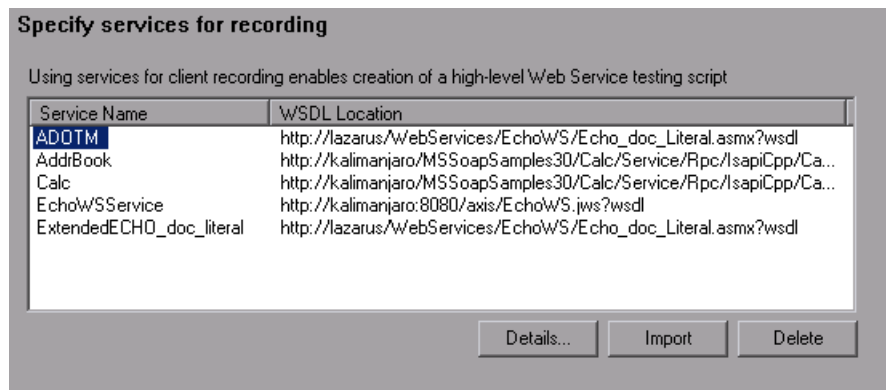 Specify services for recording
Using services for client recording enables creation of a high-level Web Service testing script
Service Name WSDL Location
ADOTM http://lazarus/WebServices/EchoWS/Echo_doc_Literal.asmx?wsdl
AddrBook http://kalimanjaro/MSSoapSamples30/Calc/Service/Rpc/IsapiCpp/Ca...
Calc http://kalimanjaro/MSSoapSamples30/Calc/Service/Rpc/IsapiCpp/Ca...
EchoWSService http://kalimanjaro:8080/axis/EchoWS.jws?wsdl
ExtendedECHO_doc_literal http://lazarus/WebServices/EchoWS/Echo_doc_Literal.asmx?wsdl
Details... Import Delete